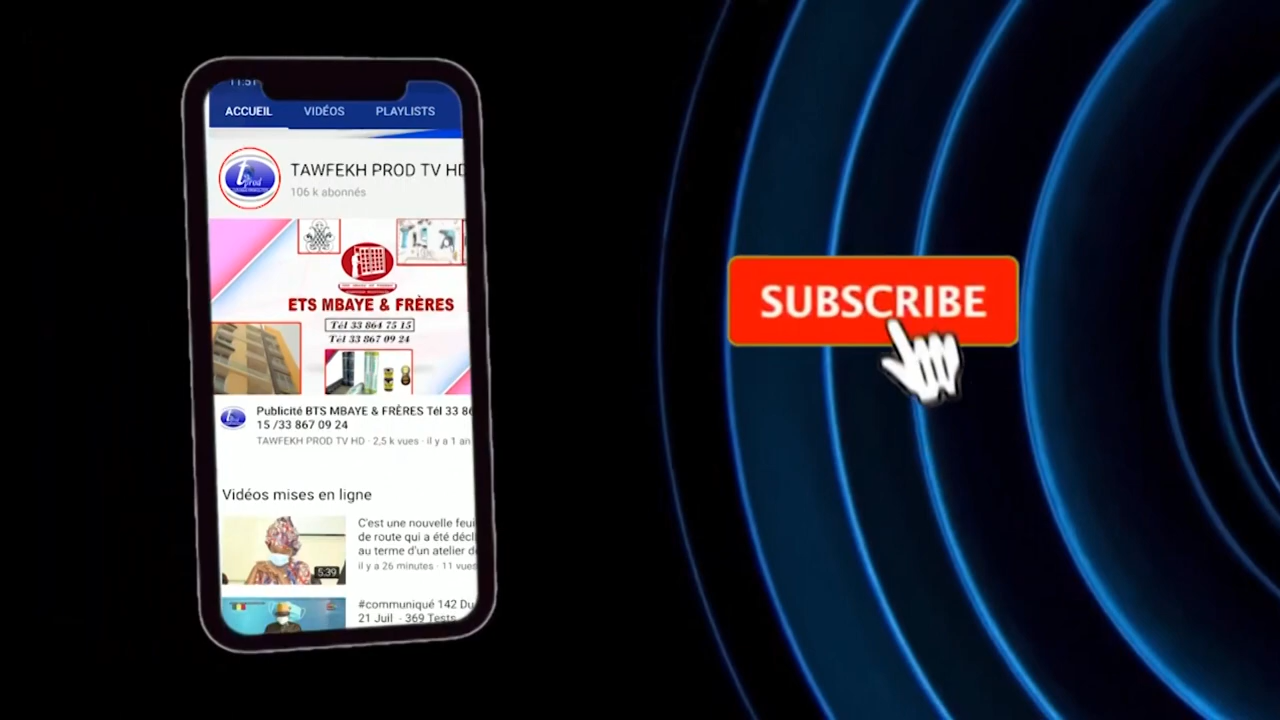 11:51
ACCUEIL VIDÉOS PLAYLISTS
TAWFEKH PROD TV HD
106 k abonnés
ETS MBAYE & FRÈRES
Tél 33 864 75 15
Tél 33 867 09 24
Publicité BTS MBAYE & FRÈRES Tél 33 86
15 /33 867 09 24
TAWFEKH PROD TV HD · 2,5 k vues · il y a 1 an
Vidéos mises en ligne
C'est une nouvelle feui
de route qui a été décl
au terme d'un atelier d
il y a 26 minutes · 11 vues
5:39
#communiqué 142 Du
21 Juil - 369 Tests
SUBSCRIBE